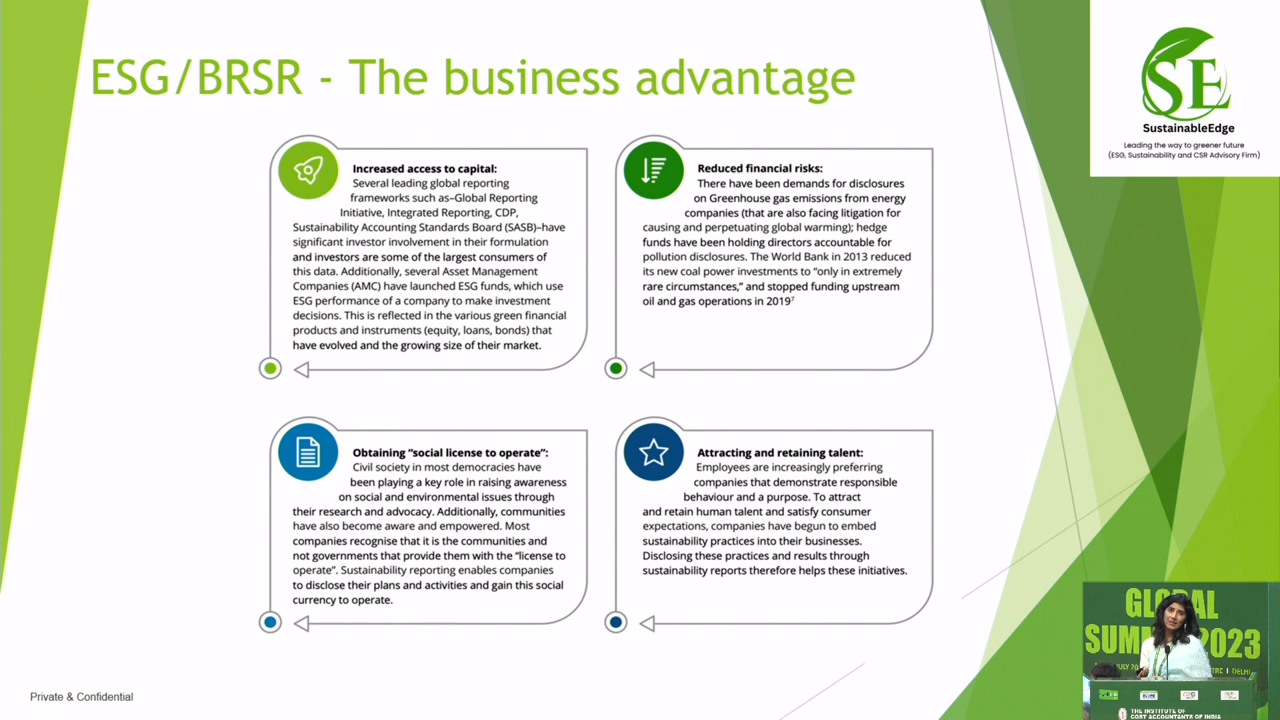 ESG/BRSR - The business advantage
SE
SustainableEdge
Leading the way to greener future
(ESG, Sustainability and CSR Advisory Firm)
Increased access to capital:
Several leading global reporting
frameworks such as–Global Reporting
Initiative, Integrated Reporting, CDP,
Sustainability Accounting Standards Board (SASB)–have
significant investor involvement in their formulation
and investors are some of the largest consumers of
this data. Additionally, several Asset Management
Companies (AMC) have launched ESG funds, which use
ESG performance of a company to make investment
decisions. This is reflected in the various green financial
products and instruments (equity, loans, bonds) that
have evolved and the growing size of their market.
Reduced financial risks:
There have been demands for disclosures
on Greenhouse gas emissions from energy
companies (that are also facing litigation for
causing and perpetuating global warming); hedge
funds have been holding directors accountable for
pollution disclosures. The World Bank in 2013 reduced
its new coal power investments to “only in extremely
rare circumstances,” and stopped funding upstream
oil and gas operations in 2019⁷
Obtaining “social license to operate”:
Civil society in most democracies have
been playing a key role in raising awareness
on social and environmental issues through
their research and advocacy. Additionally, communities
have also become aware and empowered. Most
companies recognise that it is the communities and
not governments that provide them with the “license to
operate”. Sustainability reporting enables companies
to disclose their plans and activities and gain this social
currency to operate.
Attracting and retaining talent:
Employees are increasingly preferring
companies that demonstrate responsible
behaviour and a purpose. To attract
and retain human talent and satisfy consumer
expectations, companies have begun to embed
sustainability practices into their businesses.
Disclosing these practices and results through
sustainability reports therefore helps these initiatives.
Private & Confidential
GLOBAL
2023
DELHI
THE INSTITUTE OF
COST ACCOUNTANTS OF INDIA